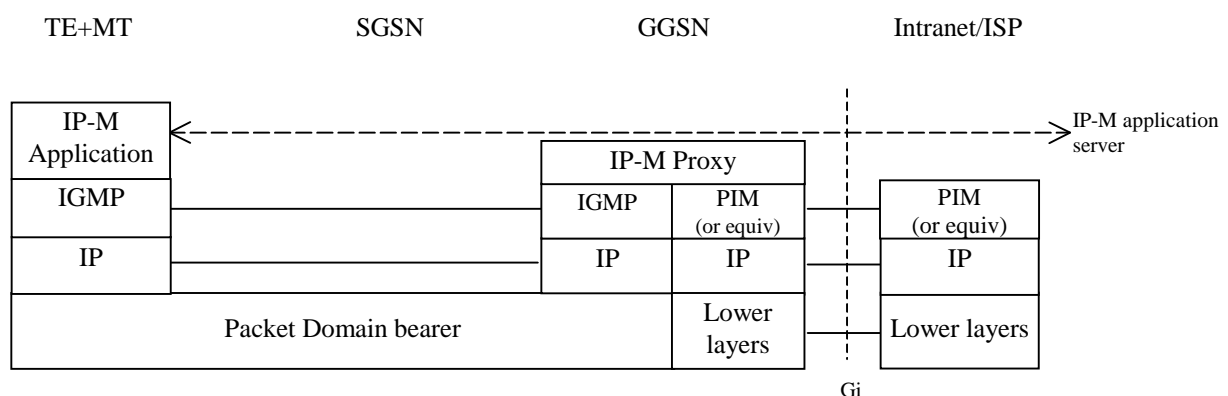 TE+MT SGSN GGSN Intranet/ISP
IP-M
Application
IP-M application
server
IP-M Proxy
IGMP
IGMP
PIM
(or equiv)
PIM
(or equiv)
IP
IP
IP
IP
Packet Domain bearer
Lower
layers
Lower layers
Gi